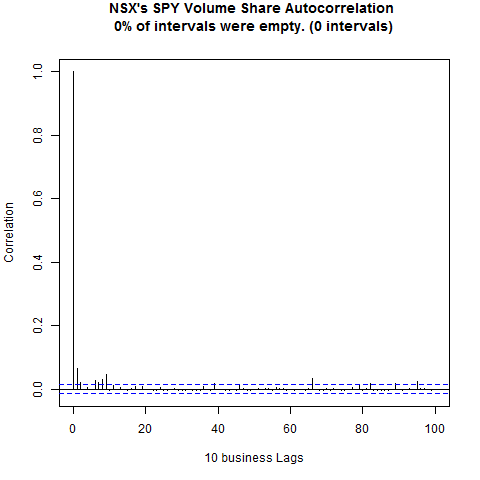 NSX's SPY Volume Share Autocorrelation
0% of intervals were empty. (0 intervals)
1.0
0.8
0.6
0.4
0.2
0.0
Correlation
0 20 40 60 80 100
10 business Lags